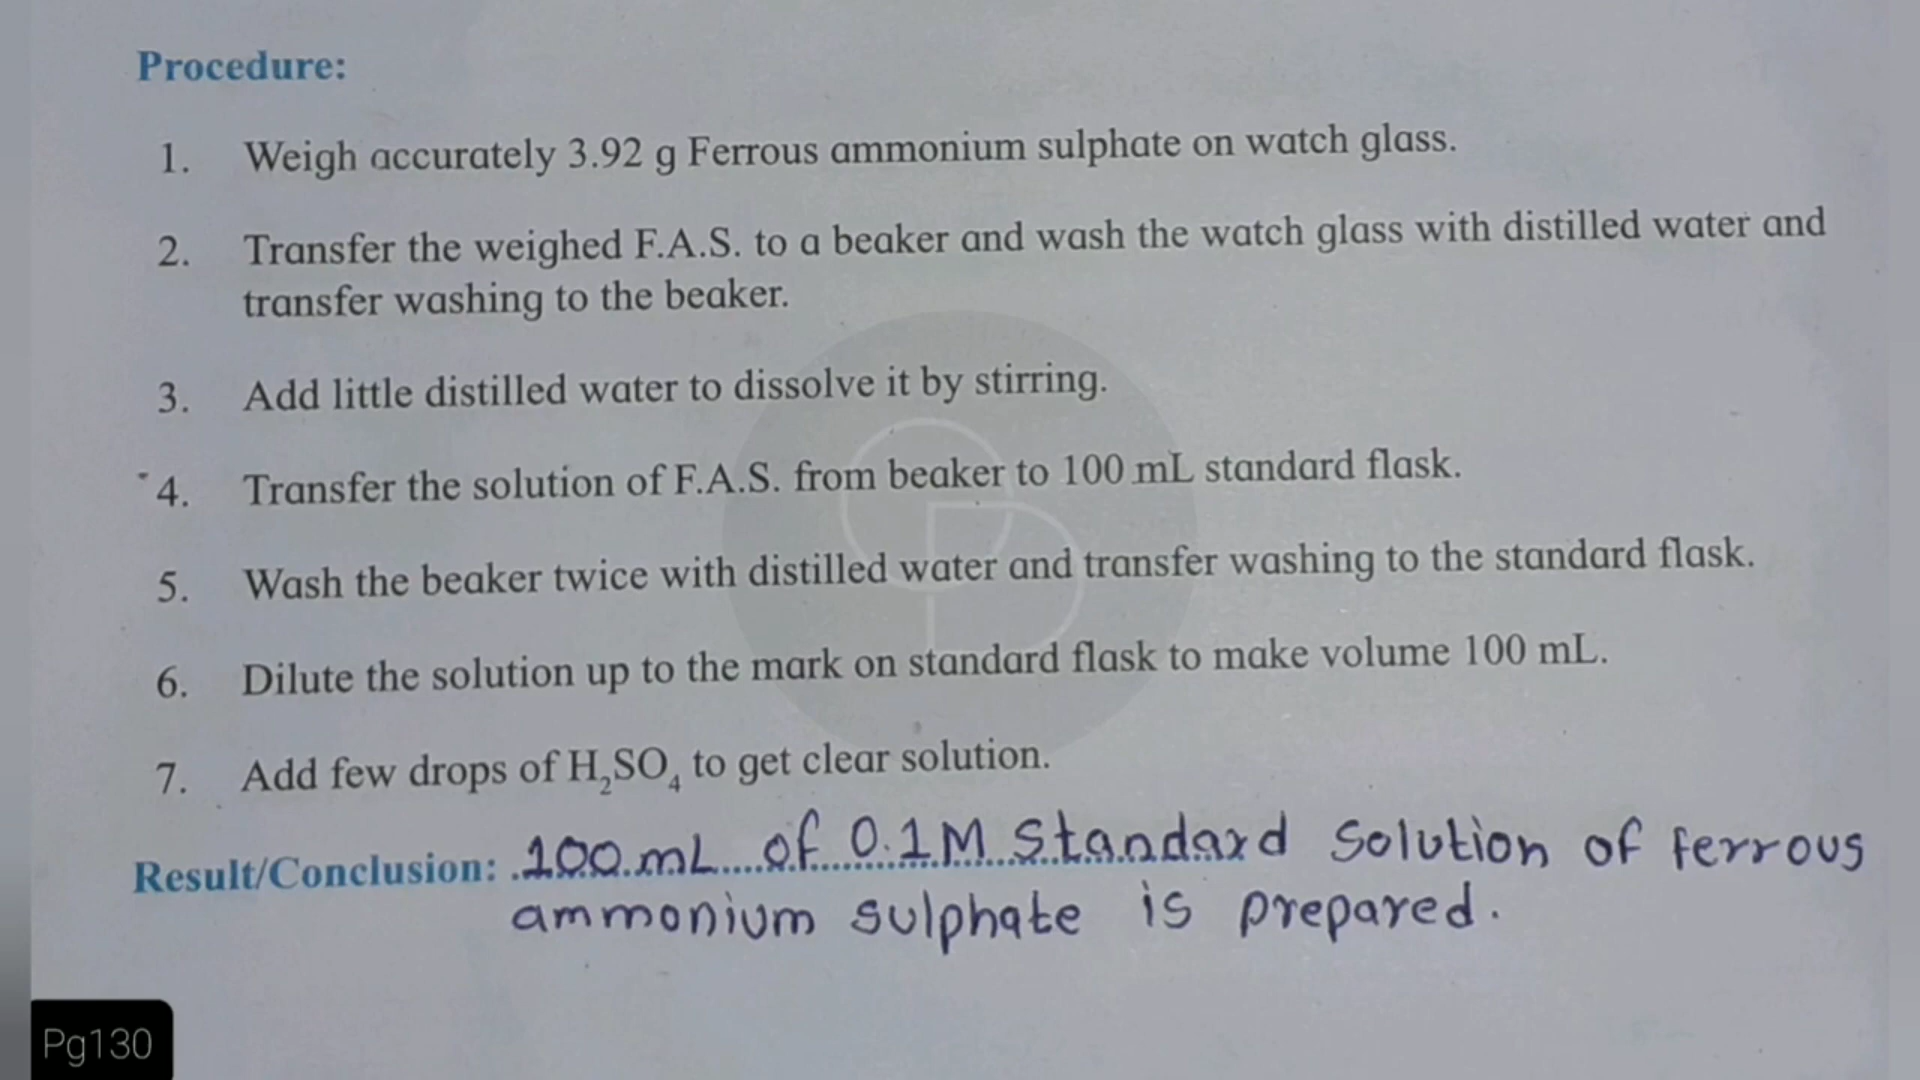 Procedure:
1. Weigh accurately 3.92 g Ferrous ammonium sulphate on watch glass.
2. Transfer the weighed F.A.S. to a beaker and wash the watch glass with distilled water and
transfer washing to the beaker.
3. Add little distilled water to dissolve it by stirring.
4. Transfer the solution of F.A.S. from beaker to 100 mL standard flask.
5. Wash the beaker twice with distilled water and transfer washing to the standard flask.
6. Dilute the solution up to the mark on standard flask to make volume 100 mL.
7. Add few drops of H₂SO₄ to get clear solution.
Result/Conclusion: 100 mL of 0.1M Standard Solution of ferrous
ammonium sulphate is prepared.
Pg130